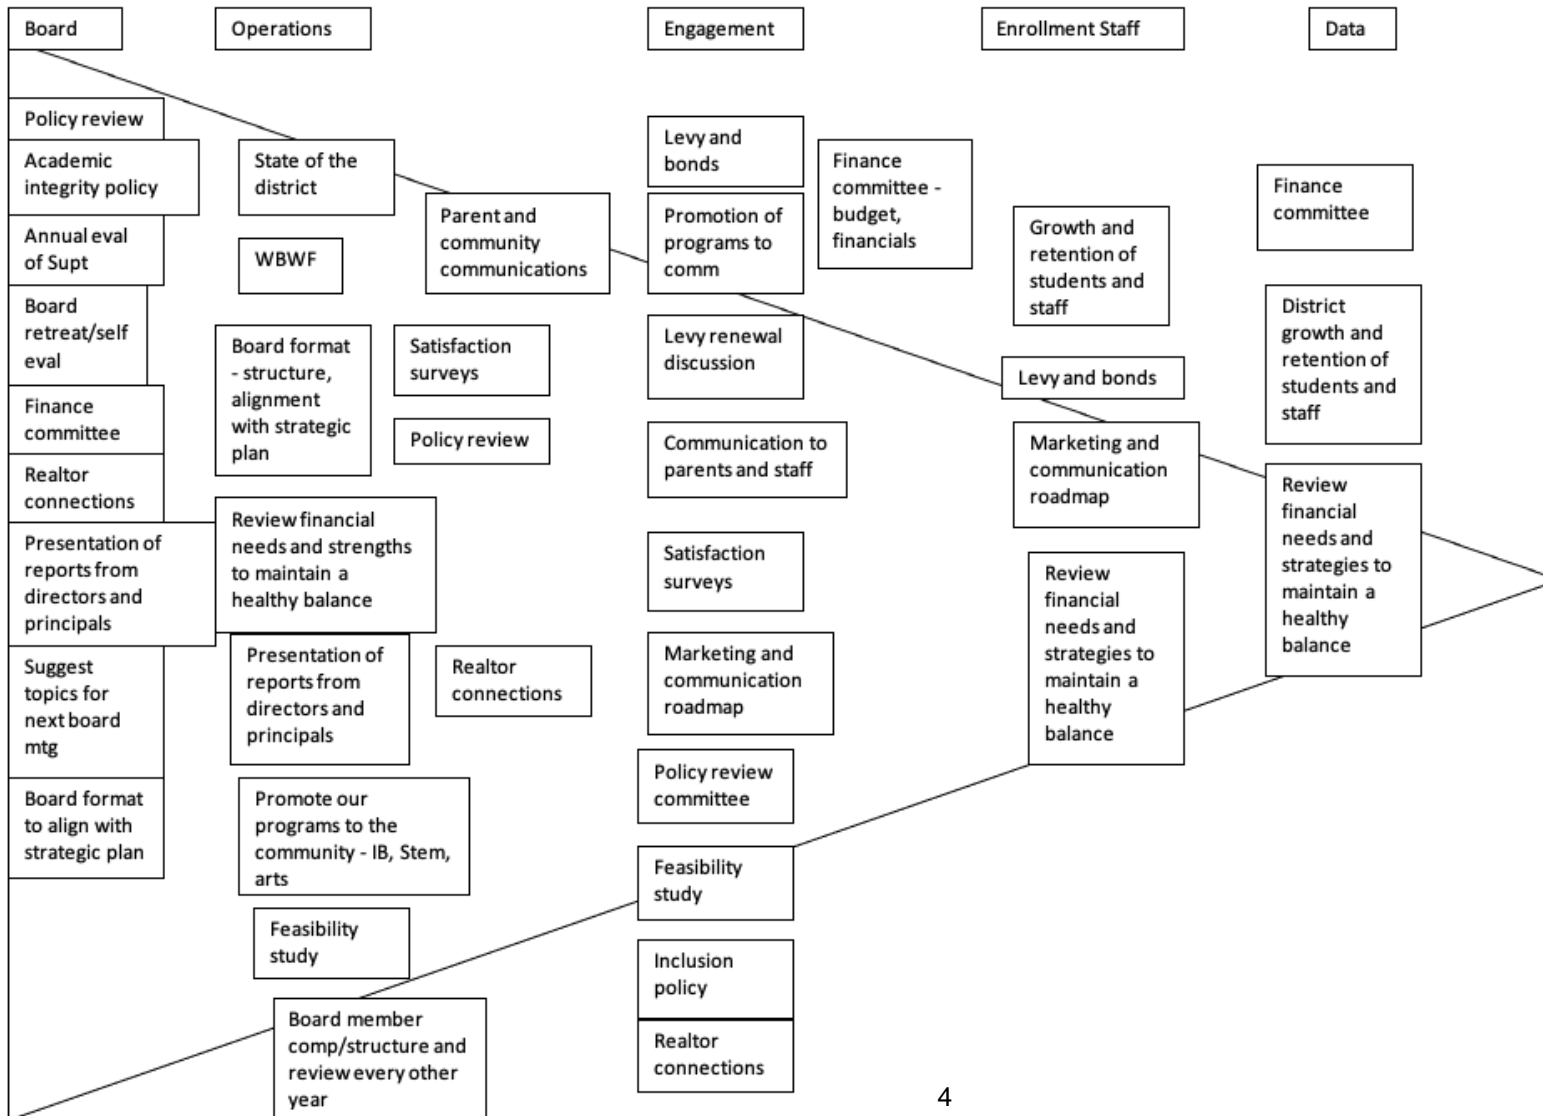 Board
Operations
Engagement
Enrollment Staff
Data
Policy review
Academic
integrity policy
Annual eval
of Supt
Board
retreat/self
eval
Finance
committee
Realtor
connections
Presentation of
reports from
directors and
principals
Suggest
topics for
next board
mtg
Board format
to align with
strategic plan
State of the
district
WBWF
Parent and
community
communications
Board format
- structure,
alignment
with strategic
plan
Satisfaction
surveys
Policy review
Review financial
needs and strengths
to maintain a
healthy balance
Presentation of
reports from
directors and
principals
Realtor
connections
Promote our
programs to the
community - IB, Stem,
arts
Feasibility
study
Board member
comp/structure and
review every other
year
Levy and
bonds
Promotion of
programs to
comm
Finance
committee -
budget,
financials
Levy renewal
discussion
Communication to
parents and staff
Satisfaction
surveys
Marketing and
communication
roadmap
Policy review
committee
Feasibility
study
Inclusion
policy
Realtor
connections
Growth and
retention of
students and
staff
Levy and bonds
Marketing and
communication
roadmap
Review
financial
needs and
strategies to
maintain a
healthy
balance
Finance
committee
District
growth and
retention of
students and
staff
Review
financial
needs and
strategies to
maintain a
healthy
balance
4